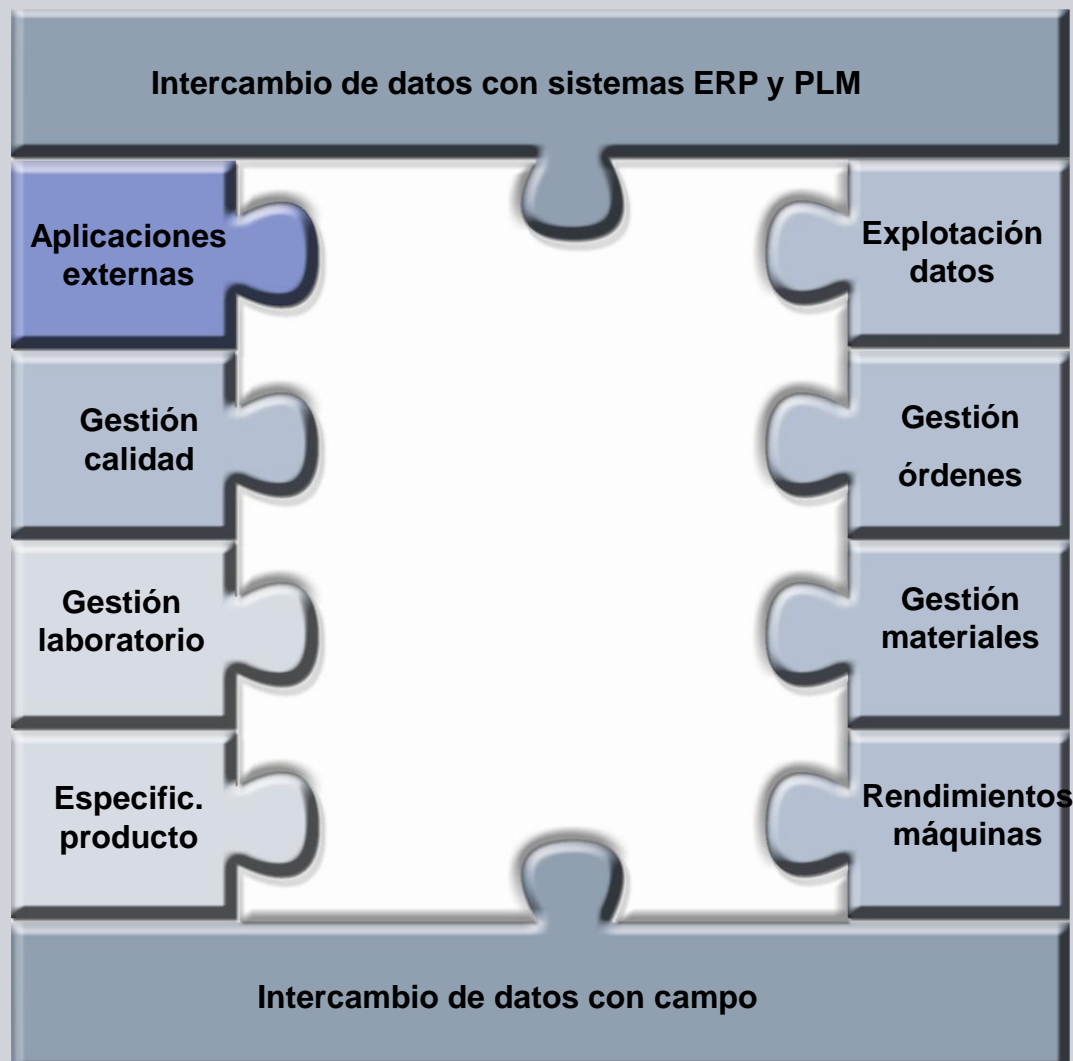 Intercambio de datos con sistemas ERP y PLM
Aplicaciones
externas
Explotación
datos
Gestión
calidad
Gestión
órdenes
Gestión
laboratorio
Gestión
materiales
Especific.
producto
Rendimientos
máquinas
Intercambio de datos con campo